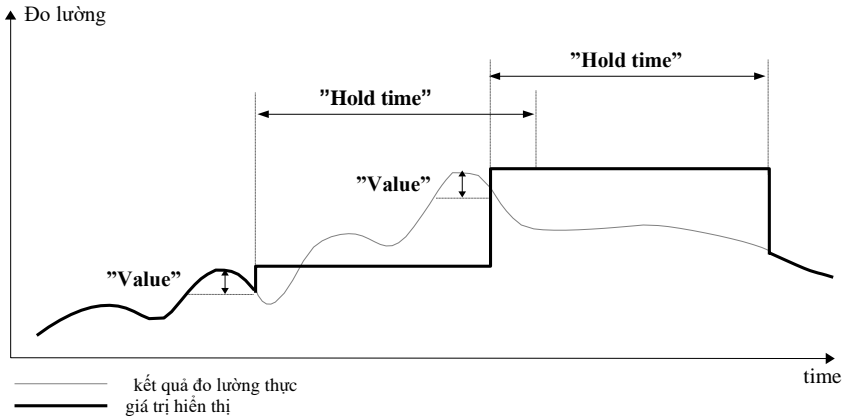 Đo lường
”Hold time”
”Hold time”
”Value”
”Value”
time
kết quả đo lường thực
giá trị hiển thị